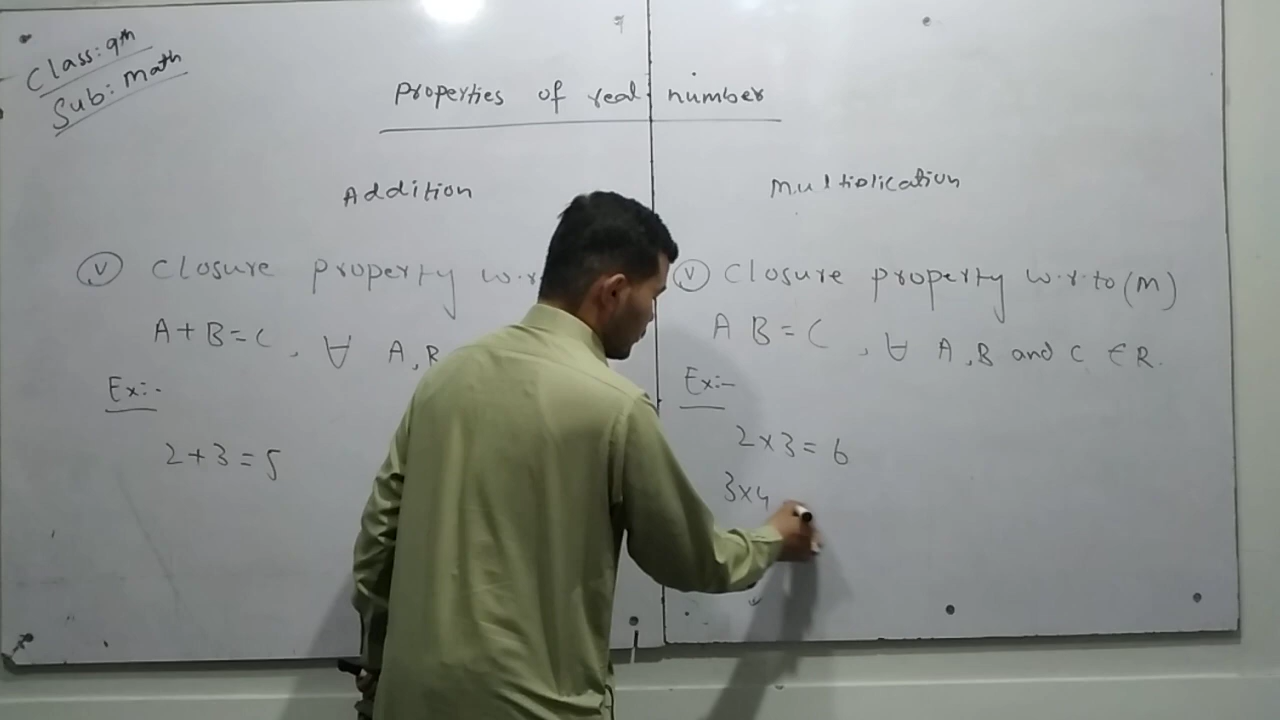 Class: 9th
Sub: Math
Properties of real number
Addition
Multiplication
(v) Closure property w.r
A + B = C , ∀ A, B
Ex:-
2 + 3 = 5
(v) Closure property w.r.to (M)
A B = C , ∀ A, B and C ∈ R.
Ex:-
2 × 3 = 6
3 × 4